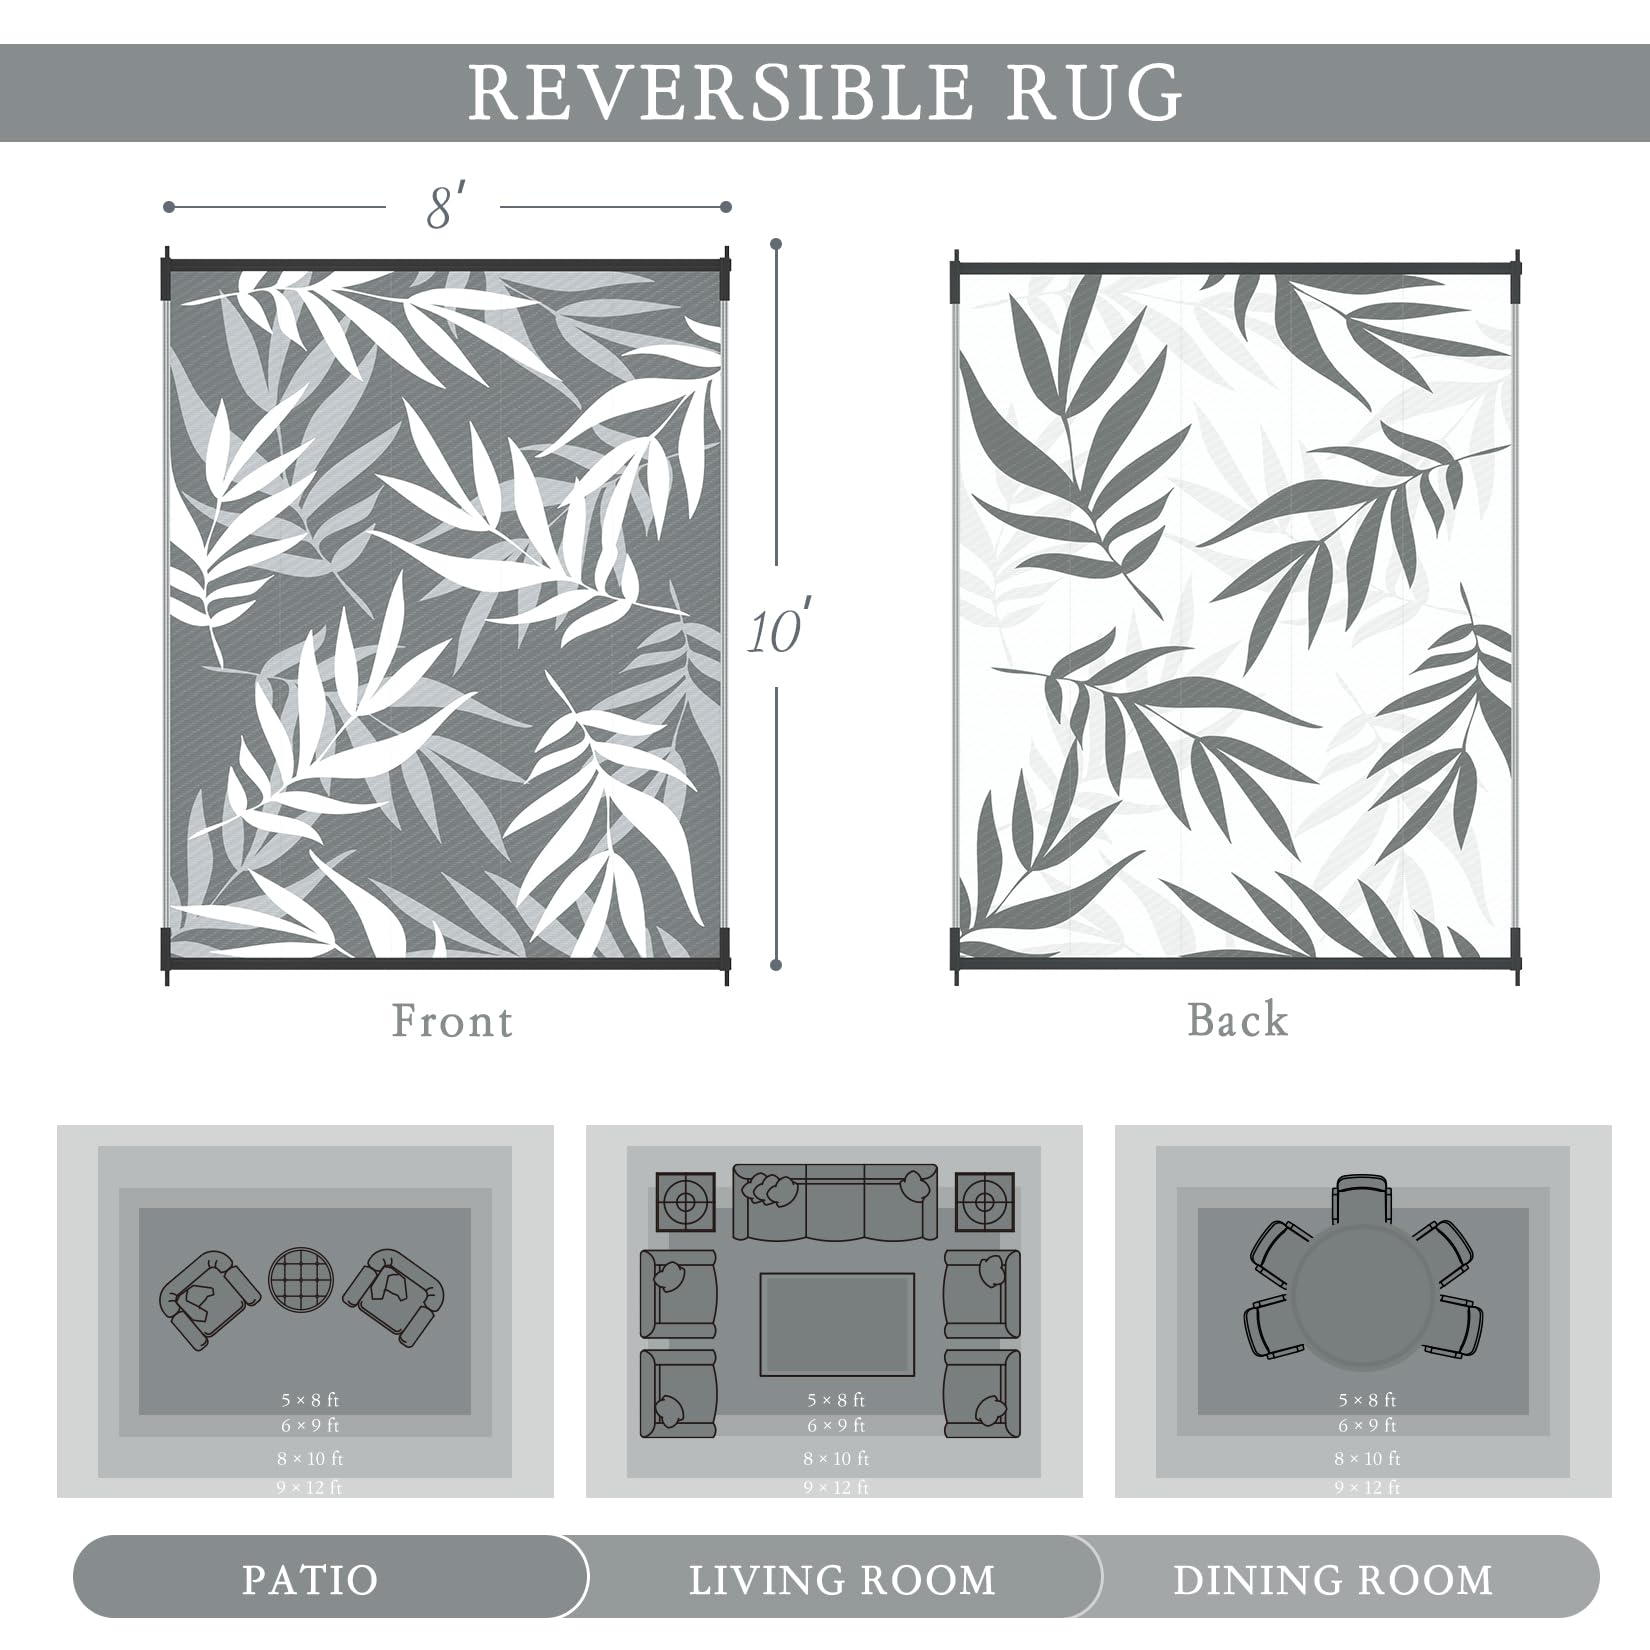 REVERSIBLE RUG
8'
10'
Front
Back
5 × 8 ft
6 × 9 ft
8 × 10 ft
9 × 12 ft
5 × 8 ft
6 × 9 ft
8 × 10 ft
9 × 12 ft
5 × 8 ft
6 × 9 ft
8 × 10 ft
9 × 12 ft
PATIO
LIVING ROOM
DINING ROOM